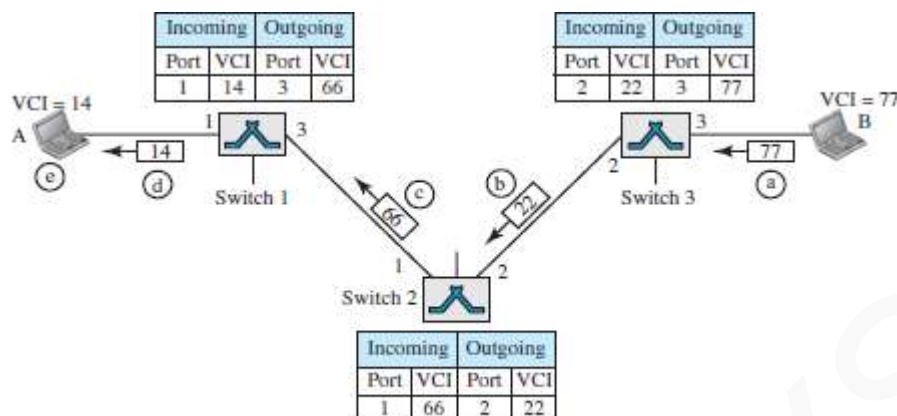 Incoming Outgoing
Port VCI Port VCI
1 14 3 66
Incoming Outgoing
Port VCI Port VCI
2 22 3 77
VCI = 14
A
1
3
14
e
d
Switch 1
VCI = 77
B
3
2
77
a
Switch 3
c
66
b
22
1
2
Switch 2
Incoming Outgoing
Port VCI Port VCI
1 66 2 22